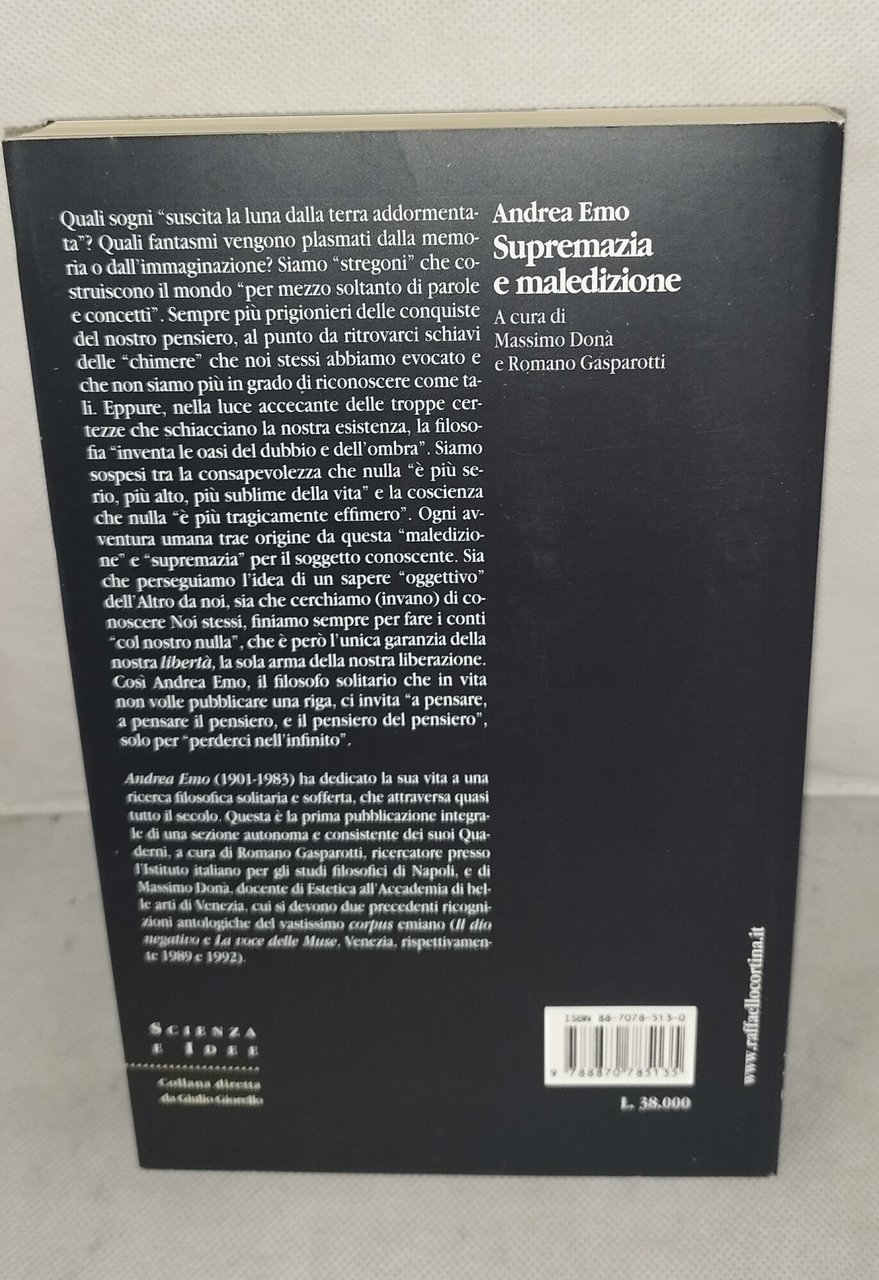 Quali sogni “suscita la luna dalla terra addormenta-
ta”? Quali fantasmi vengono plasmati dalla memo-
ria o dall’immaginazione? Siamo “stregoni” che co-
struiscono il mondo “per mezzo soltanto di parole
e concetti”. Sempre più prigionieri delle conquiste
del nostro pensiero, al punto da ritrovarci schiavi
delle “chimere” che noi stessi abbiamo evocato e
che non siamo più in grado di riconoscere come ta-
li. Eppure, nella luce accecante delle troppe cer-
tezze che schiacciano la nostra esistenza, la filoso-
fia “inventa le oasi del dubbio e dell’ombra”. Siamo
sospesi tra la consapevolezza che nulla “è più se-
rio, più alto, più sublime della vita” e la coscienza
che nulla “è più tragicamente effimero”. Ogni av-
ventura umana trae origine da questa “maledizio-
ne” e “supremazia” per il soggetto conoscente. Sia
che perseguiamo l’idea di un sapere “oggettivo”
dell’Altro da noi, sia che cerchiamo (invano) di co-
noscere Noi stessi, finiamo sempre per fare i conti
“col nostro nulla”, che è però l’unica garanzia della
nostra libertà, la sola arma della nostra liberazione.
Così Andrea Emo, il filosofo solitario che in vita
non volle pubblicare una riga, ci invita “a pensare,
a pensare il pensiero, e il pensiero del pensiero”,
solo per “perderci nell’infinito”.
Andrea Emo (1901-1983) ha dedicato la sua vita a una
ricerca filosofica solitaria e sofferta, che attraversa quasi
tutto il secolo. Questa è la prima pubblicazione integra-
le di una sezione autonoma e consistente dei suoi Qua-
derni, a cura di Romano Gasparotti, ricercatore presso
l’Istituto italiano per gli studi filosofici di Napoli, e di
Massimo Donà, docente di Estetica all’Accademia di bel-
le arti di Venezia, cui si devono due precedenti ricogni-
zioni antologiche del vastissimo corpus emiano (Il dio
negativo e La voce delle Muse, Venezia, rispettivamen-
te 1989 e 1992).
Andrea Emo
Supremazia
e maledizione
A cura di
Massimo Donà
e Romano Gasparotti
SCIENZA
E IDEE
Collana diretta
da Giulio Giorello
ISBN 88-7078-513-0
9 788870 785135
L. 38.000
www.raffaellocortina.it